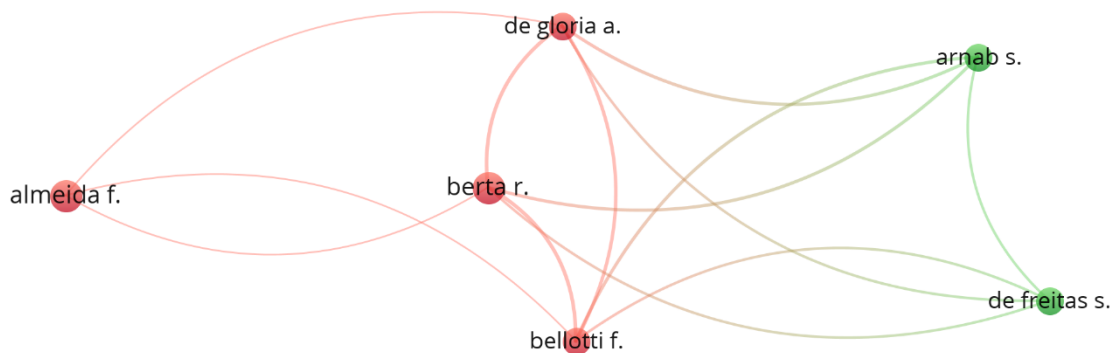 de gloria a.
arnab s.
almeida f.
berta r.
de freitas s.
bellotti f.